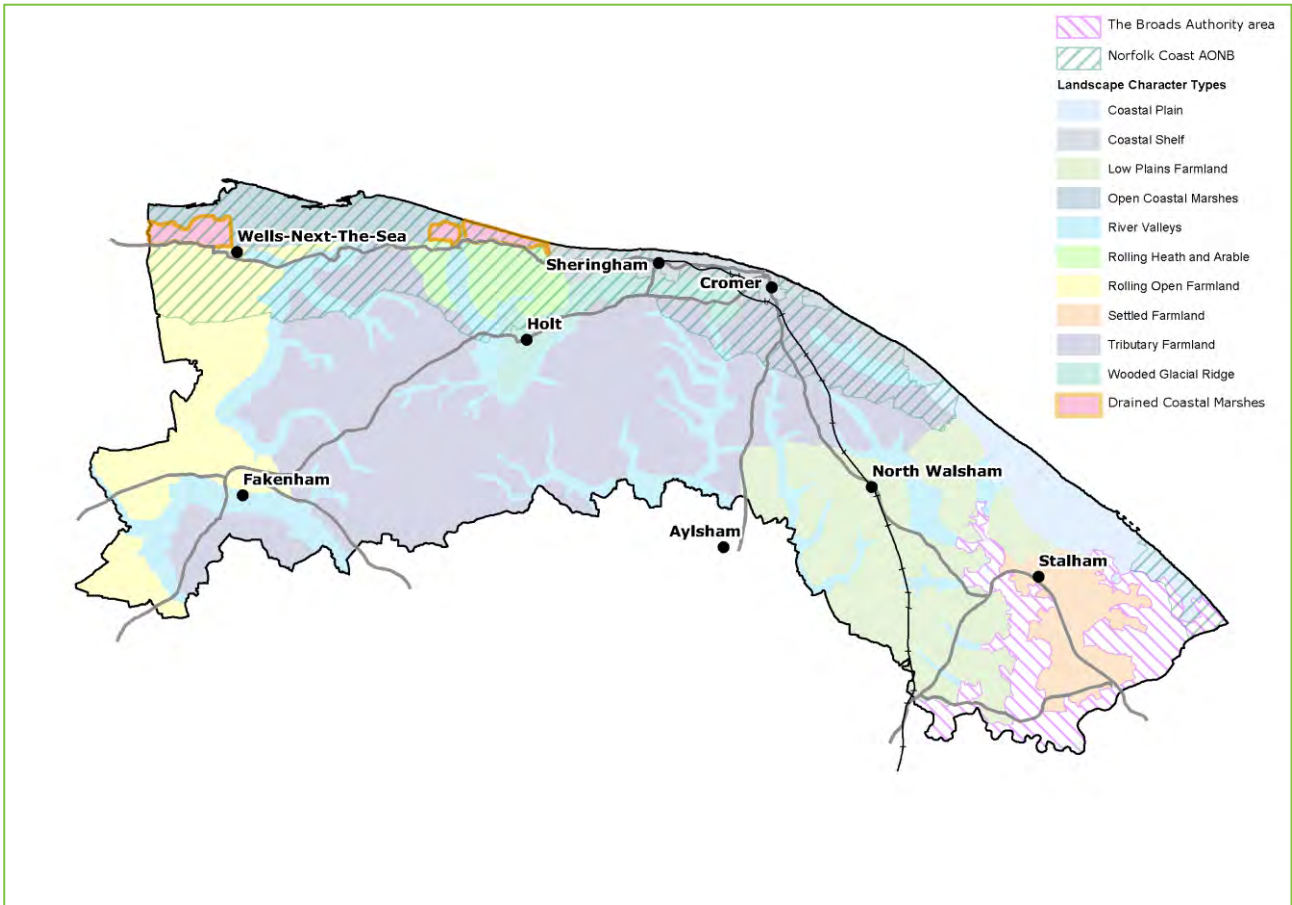 The Broads Authority area
Norfolk Coast AONB
Landscape Character Types
Coastal Plain
Coastal Shelf
Low Plains Farmland
Open Coastal Marshes
River Valleys
Rolling Heath and Arable
Rolling Open Farmland
Settled Farmland
Tributary Farmland
Wooded Glacial Ridge
Drained Coastal Marshes
Wells-Next-The-Sea
Sheringham
Cromer
Holt
Fakenham
North Walsham
Aylsham
Stalham